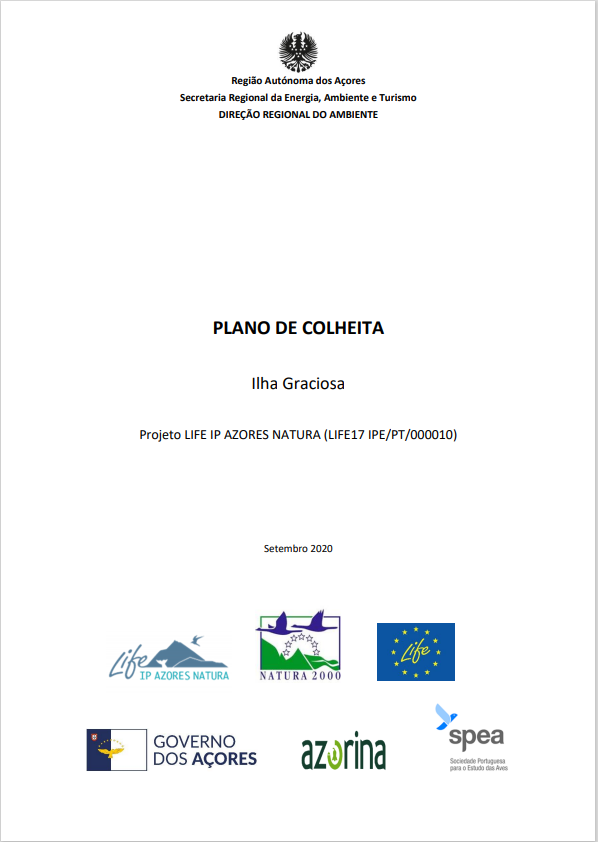 Região Autónoma dos Açores
Secretaria Regional da Energia, Ambiente e Turismo
DIREÇÃO REGIONAL DO AMBIENTE
PLANO DE COLHEITA
Ilha Graciosa
Projeto LIFE IP AZORES NATURA (LIFE17 IPE/PT/000010)
Setembro 2020
Life
IP AZORES NATURA
NATURA 2000
Life
GOVERNO
DOS AÇORES
azorina
spea
Sociedade Portuguesa
para o Estudo das Aves